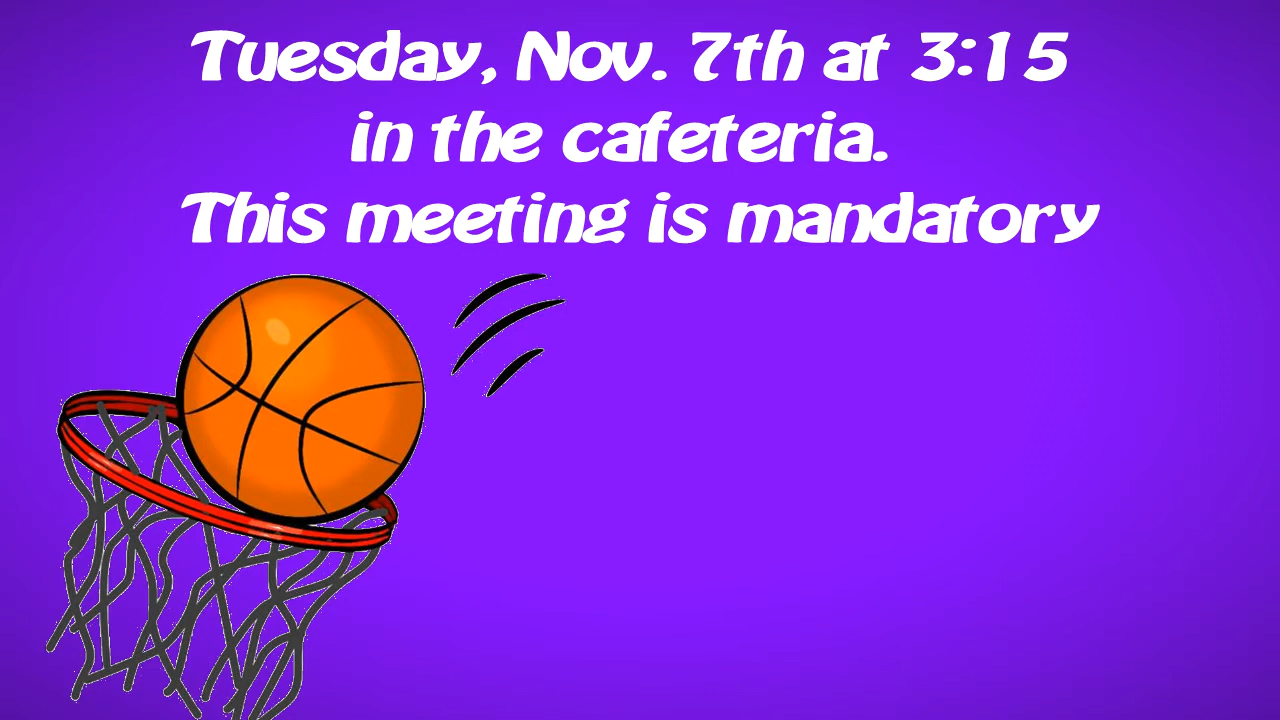 Tuesday, Nov. 7th at 3:15
in the cafeteria.
This meeting is mandatory